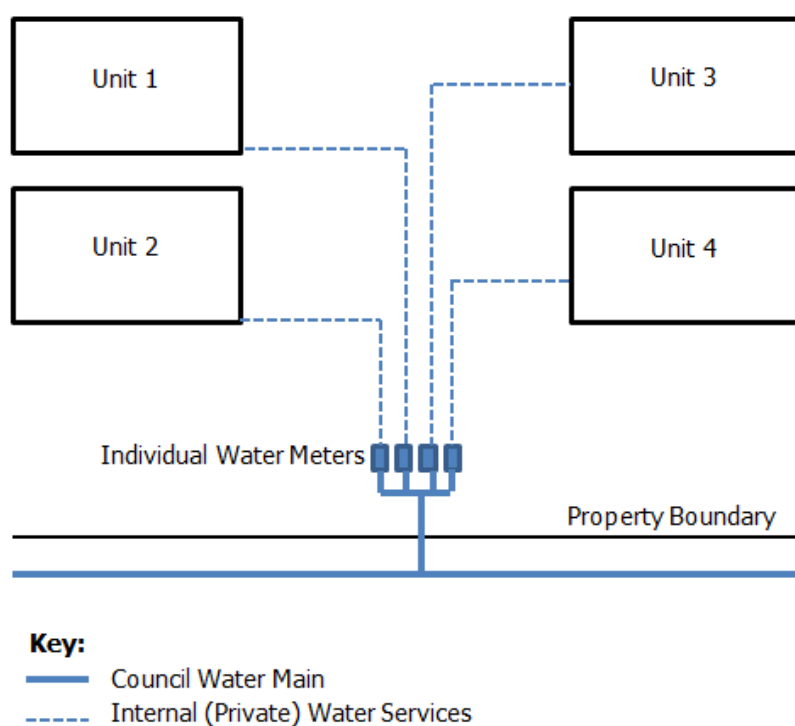 Unit 1
Unit 3
Unit 2
Unit 4
Individual Water Meters
Property Boundary
Key:
Council Water Main
Internal (Private) Water Services